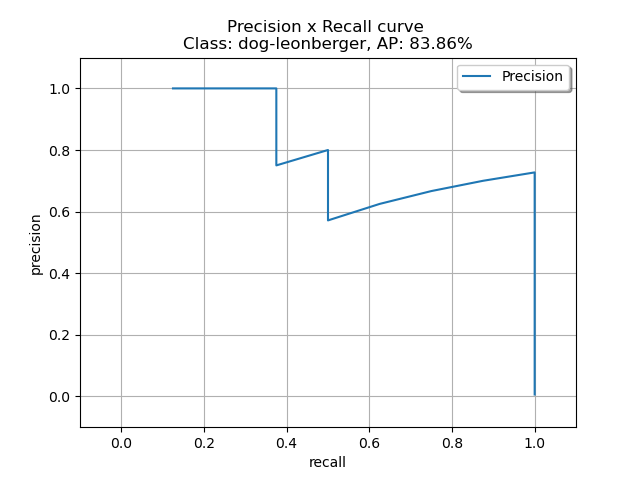 Precision x Recall curve
Class: dog-leonberger, AP: 83.86%
Precision
1.0
0.8
0.6
0.4
0.2
0.0
precision
0.0 0.2 0.4 0.6 0.8 1.0
recall